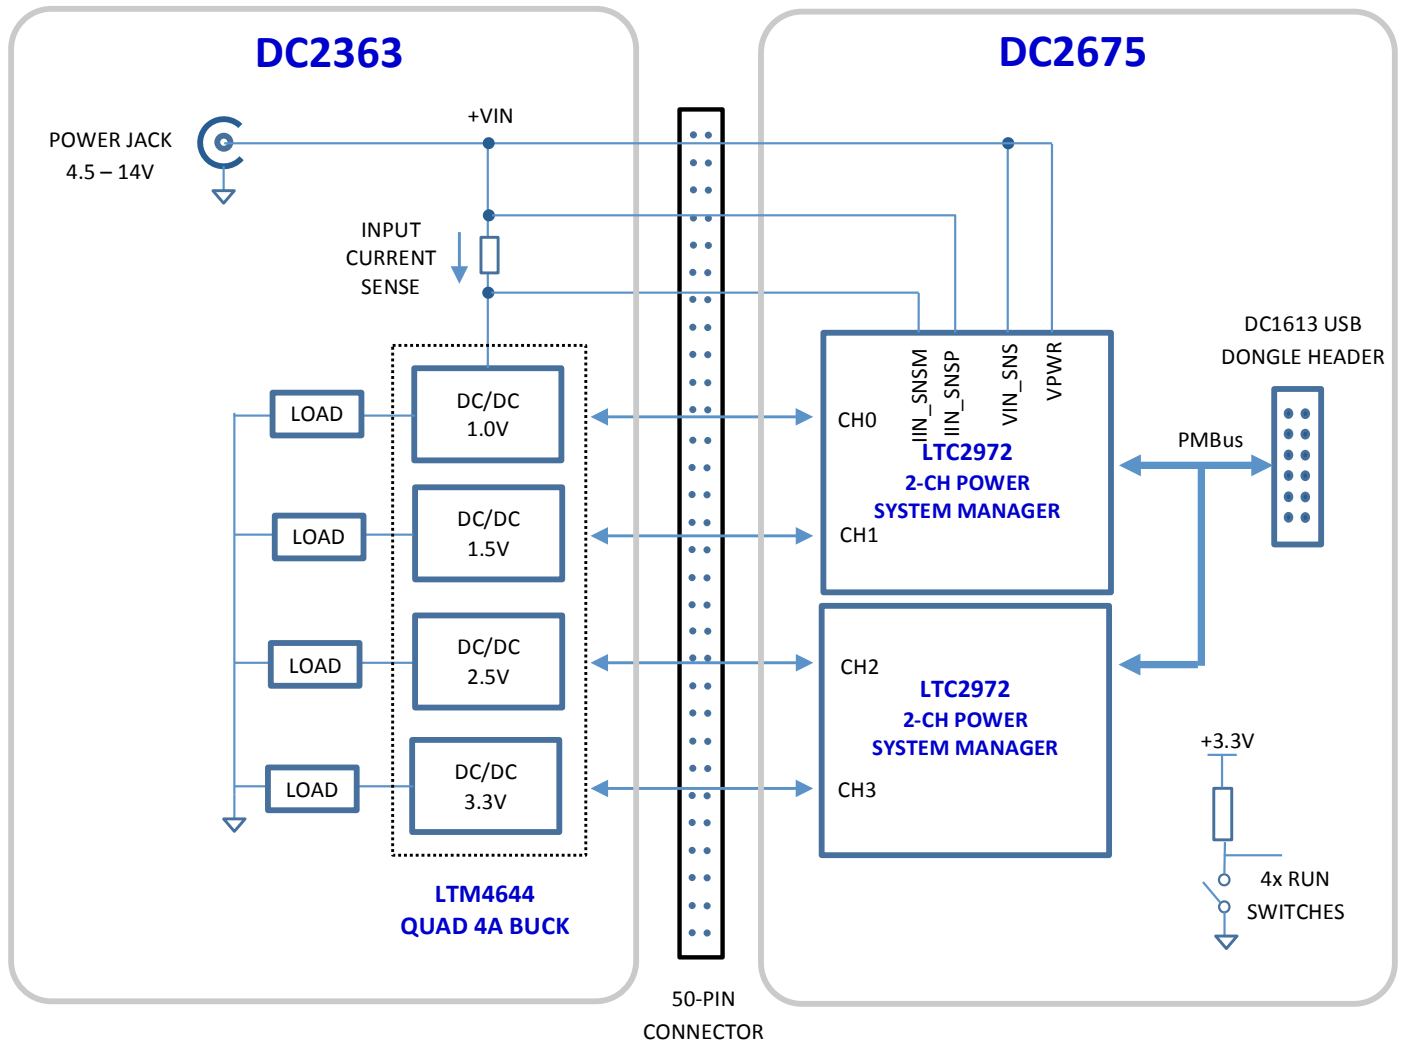 DC2363
DC2675
POWER JACK
4.5 – 14V
+VIN
INPUT
CURRENT
SENSE
DC/DC
1.0V
LOAD
DC/DC
1.5V
LOAD
DC/DC
2.5V
LOAD
DC/DC
3.3V
LOAD
LTM4644
QUAD 4A BUCK
50-PIN
CONNECTOR
IIN_SNSM
IIN_SNSP
VIN_SNS
VPWR
CH0
LTC2972
2-CH POWER
SYSTEM MANAGER
CH1
CH2
LTC2972
2-CH POWER
SYSTEM MANAGER
CH3
DC1613 USB
DONGLE HEADER
PMBus
+3.3V
4x RUN
SWITCHES